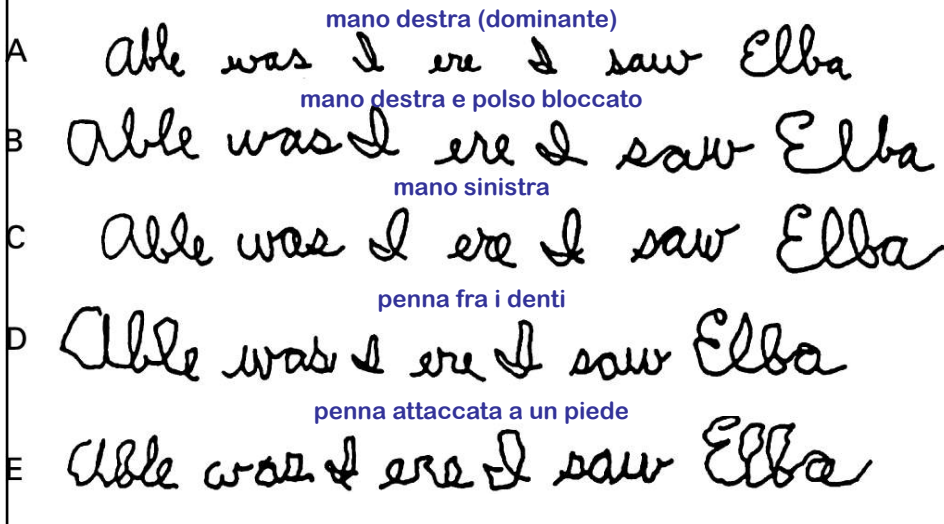 mano destra (dominante)
A Able was I ere I saw Elba
mano destra e polso bloccato
B Able was I ere I saw Elba
mano sinistra
C Able was I ere I saw Elba
penna fra i denti
D Able was I ere I saw Elba
penna attaccata a un piede
E Able was I ere I saw Elba